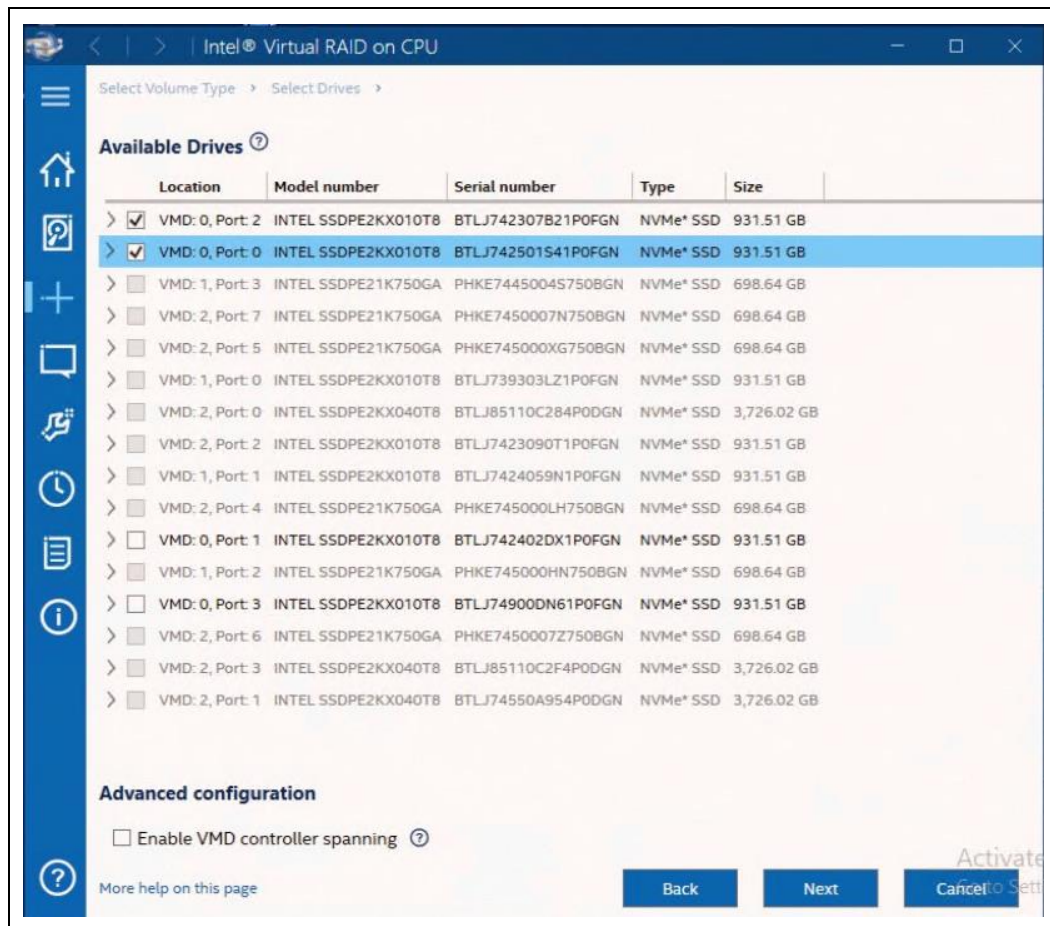 Intel® Virtual RAID on CPU
Select Volume Type > Select Drives >
Available Drives ?
Location Model number Serial number Type Size
VMD: 0, Port: 2 INTEL SSDPE2KX010T8 BTLJ742307B21P0FGN NVMe* SSD 931.51 GB
VMD: 0, Port: 0 INTEL SSDPE2KX010T8 BTLJ742501S41P0FGN NVMe* SSD 931.51 GB
VMD: 1, Port: 3 INTEL SSDPE21K750GA PHKE7445004S750BGN NVMe* SSD 698.64 GB
VMD: 2, Port: 7 INTEL SSDPE21K750GA PHKE7450007N750BGN NVMe* SSD 698.64 GB
VMD: 2, Port: 5 INTEL SSDPE21K750GA PHKE745000XG750BGN NVMe* SSD 698.64 GB
VMD: 1, Port: 0 INTEL SSDPE2KX010T8 BTLJ739303LZ1P0FGN NVMe* SSD 931.51 GB
VMD: 2, Port: 0 INTEL SSDPE2KX040T8 BTLJ85110C284P0DGN NVMe* SSD 3,726.02 GB
VMD: 2, Port: 2 INTEL SSDPE2KX010T8 BTLJ7423090T1P0FGN NVMe* SSD 931.51 GB
VMD: 1, Port: 1 INTEL SSDPE2KX010T8 BTLJ7424059N1P0FGN NVMe* SSD 931.51 GB
VMD: 2, Port: 4 INTEL SSDPE21K750GA PHKE745000LH750BGN NVMe* SSD 698.64 GB
VMD: 0, Port: 1 INTEL SSDPE2KX010T8 BTLJ742402DX1P0FGN NVMe* SSD 931.51 GB
VMD: 1, Port: 2 INTEL SSDPE21K750GA PHKE745000HN750BGN NVMe* SSD 698.64 GB
VMD: 0, Port: 3 INTEL SSDPE2KX010T8 BTLJ74900DN61P0FGN NVMe* SSD 931.51 GB
VMD: 2, Port: 6 INTEL SSDPE21K750GA PHKE7450007Z750BGN NVMe* SSD 698.64 GB
VMD: 2, Port: 3 INTEL SSDPE2KX040T8 BTLJ85110C2F4P0DGN NVMe* SSD 3,726.02 GB
VMD: 2, Port: 1 INTEL SSDPE2KX040T8 BTLJ74550A954P0DGN NVMe* SSD 3,726.02 GB
Advanced configuration
Enable VMD controller spanning ?
Activate
More help on this page Back Next Cancel to Sett